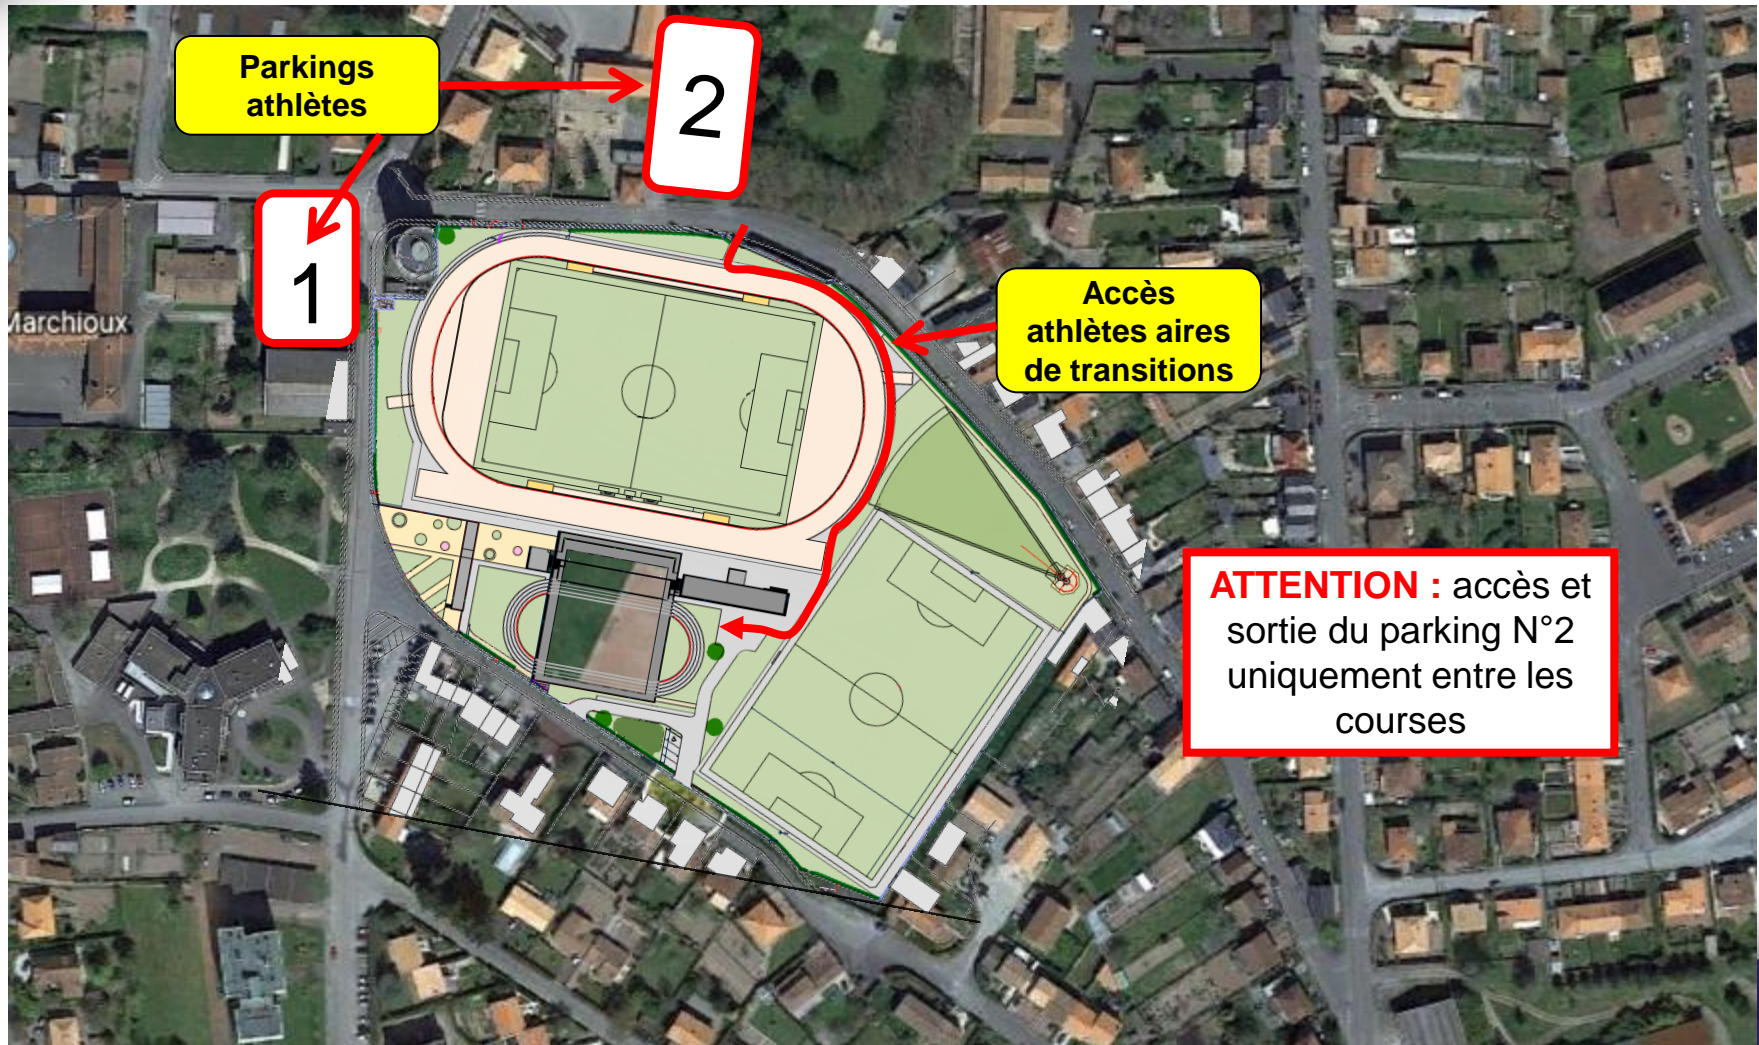 Parkings
athlètes
2
1
Marchioux
Accès
athlètes aires
de transitions
ATTENTION : accès et
sortie du parking N°2
uniquement entre les
courses